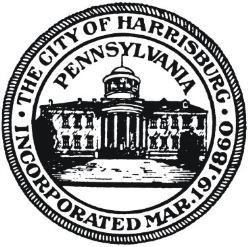 · THE CITY OF HARRISBURG ·
PENNSYLVANIA
INCORPORATED MAR. 19. 1860